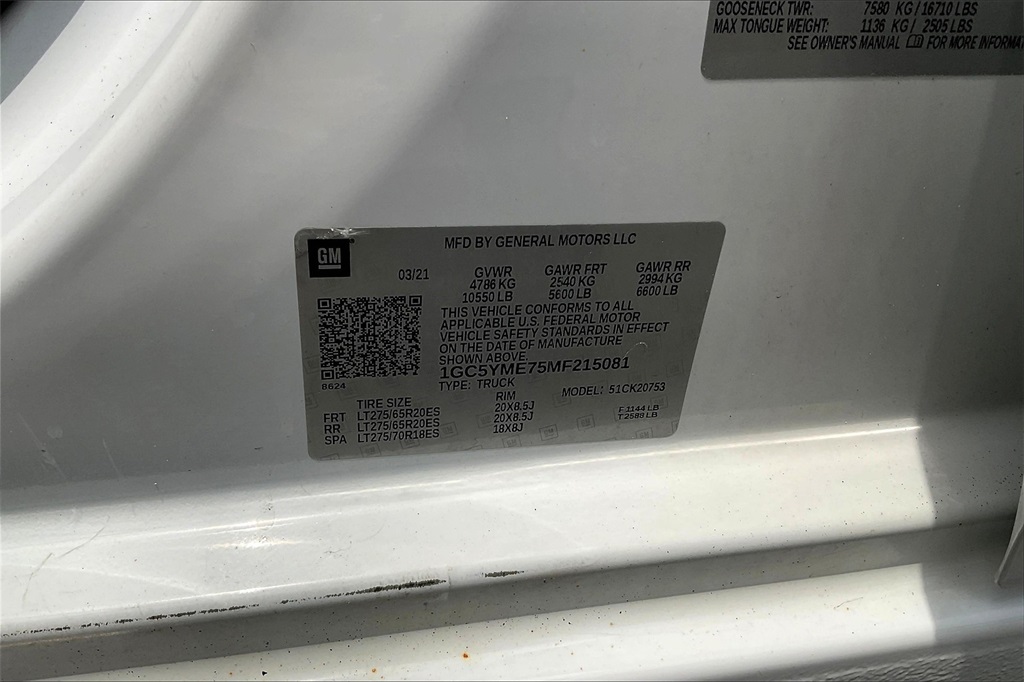 GOOSENECK TWR: 7580 KG / 16710 LBS
MAX TONGUE WEIGHT: 1136 KG / 2505 LBS
SEE OWNER'S MANUAL FOR MORE INFORMAT
GM
MFD BY GENERAL MOTORS LLC
03/21 GVWR GAWR FRT GAWR RR
4786 KG 2540 KG 2994 KG
10550 LB 5600 LB 6600 LB
THIS VEHICLE CONFORMS TO ALL
APPLICABLE U.S. FEDERAL MOTOR
VEHICLE SAFETY STANDARDS IN EFFECT
ON THE DATE OF MANUFACTURE
SHOWN ABOVE.
1GC5YME75MF215081
8624
TYPE: TRUCK MODEL: 51CK20753
TIRE SIZE RIM
FRT LT275/65R20ES 20X8.5J
RR LT275/65R20ES 20X8.5J
SPA LT275/70R18ES 18X8J
F:1144 LB
T:2588 LB